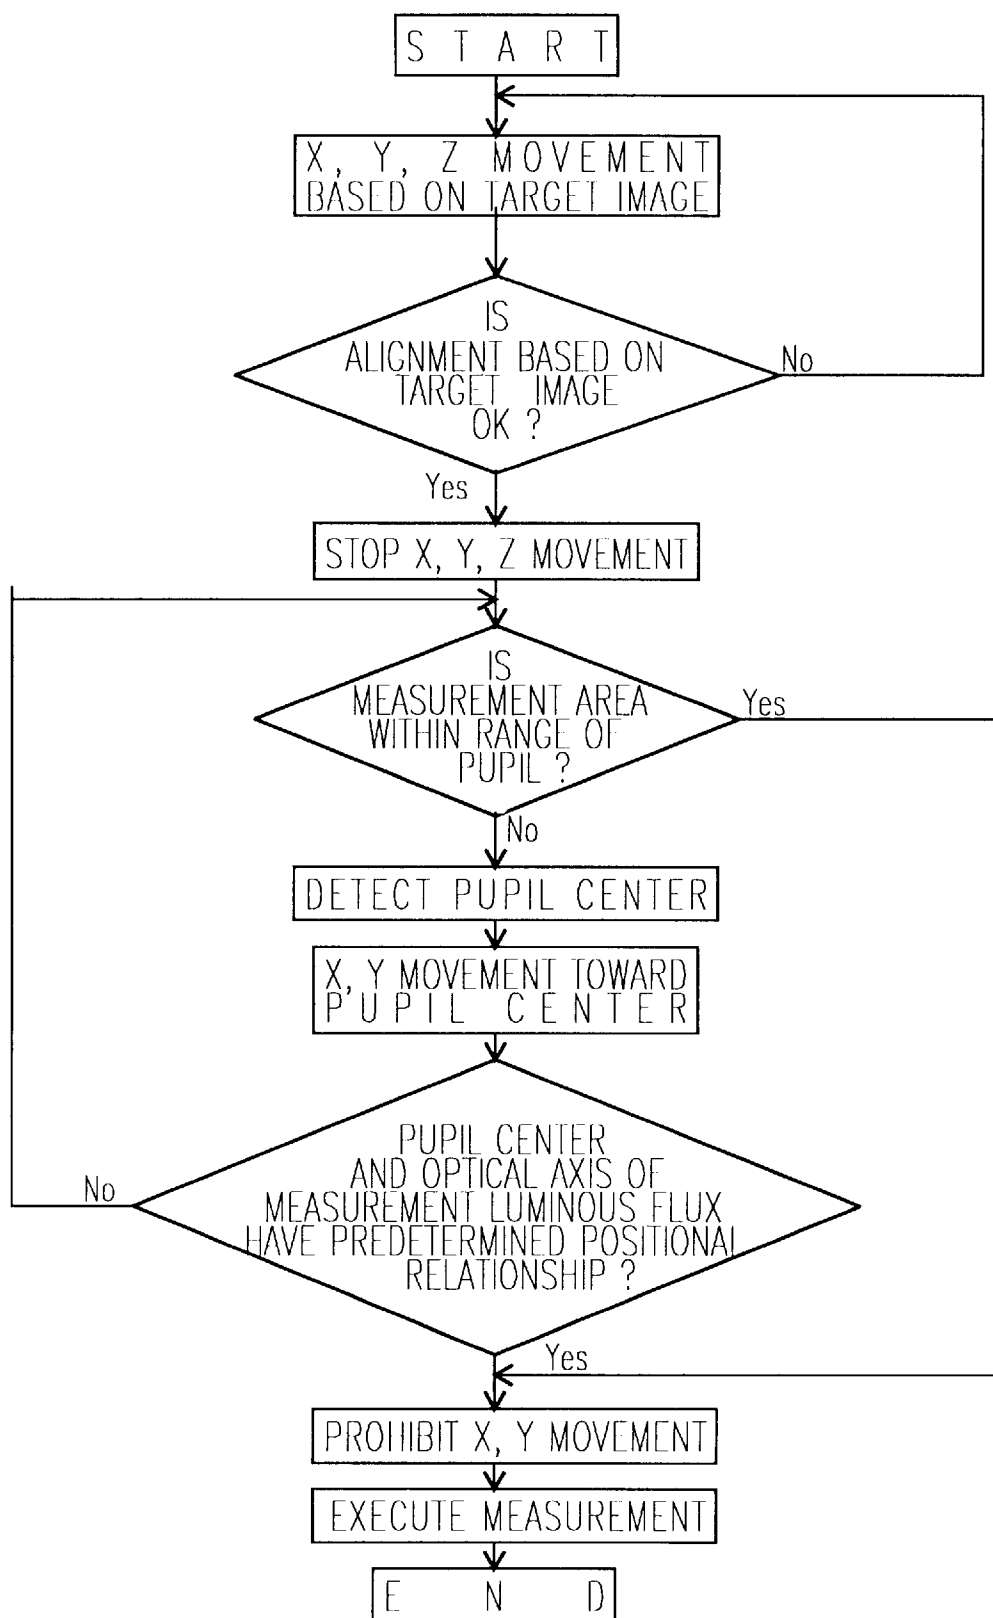 START
X, Y, Z MOVEMENT
BASED ON TARGET IMAGE
IS
ALIGNMENT BASED ON
TARGET IMAGE
OK ?
No
Yes
STOP X, Y, Z MOVEMENT
IS
MEASUREMENT AREA
WITHIN RANGE OF
PUPIL ?
Yes
No
DETECT PUPIL CENTER
X, Y MOVEMENT TOWARD
PUPIL CENTER
PUPIL CENTER
AND OPTICAL AXIS OF
MEASUREMENT LUMINOUS FLUX
HAVE PREDETERMINED POSITIONAL
RELATIONSHIP ?
No
Yes
PROHIBIT X, Y MOVEMENT
EXECUTE MEASUREMENT
END